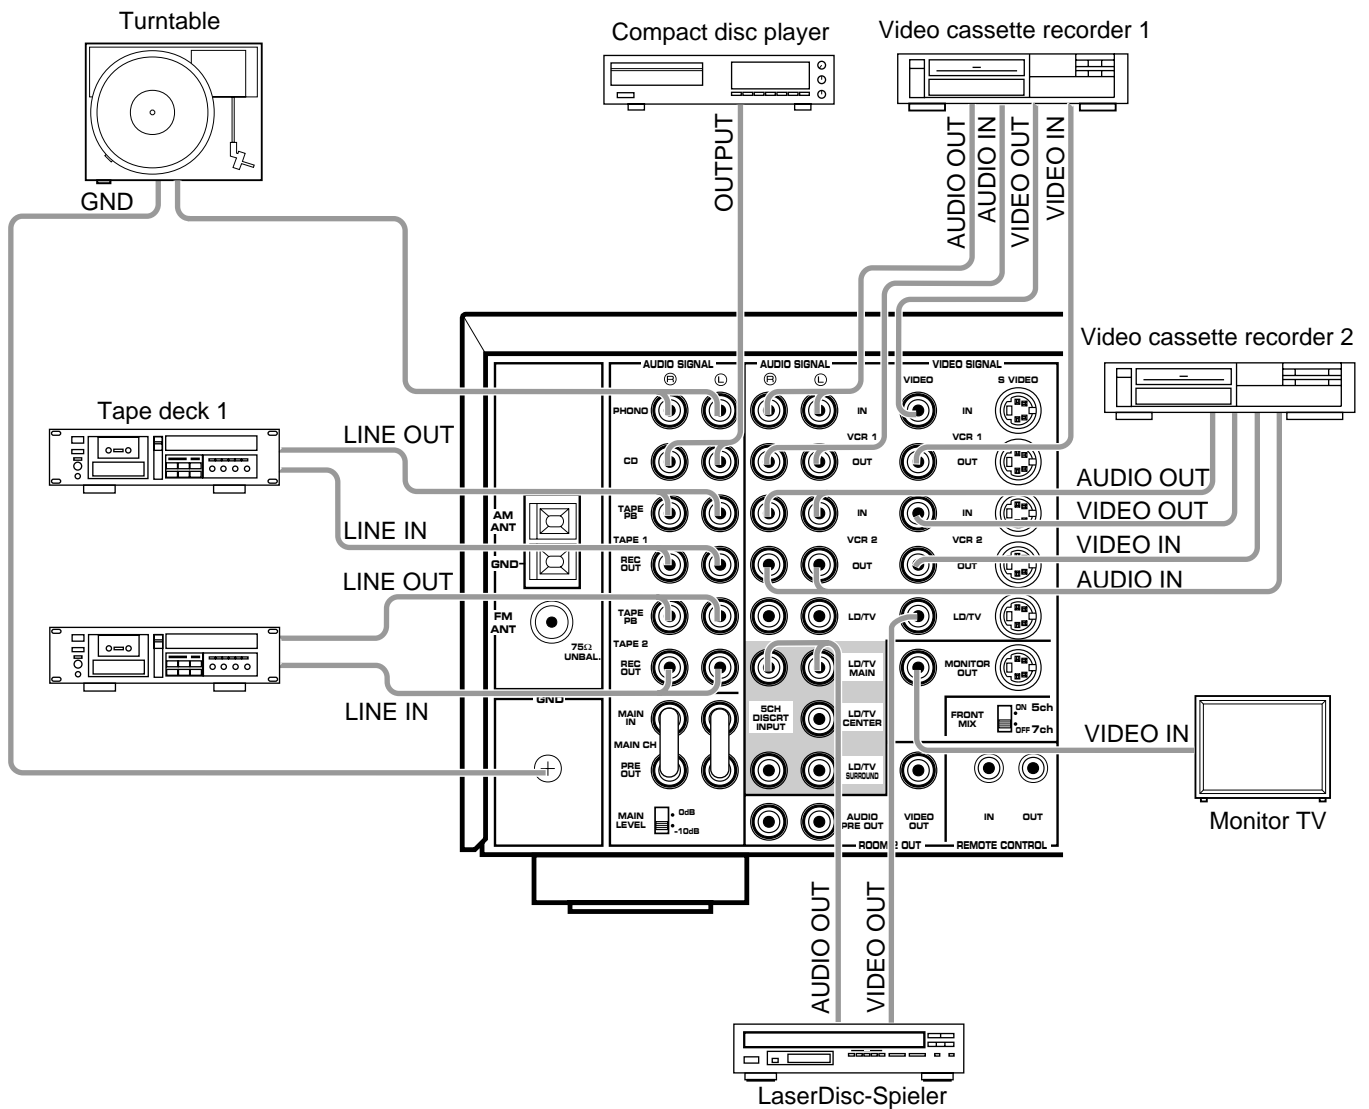 Turntable
Compact disc player
Video cassette recorder 1
GND
OUTPUT
AUDIO OUT
AUDIO IN
VIDEO OUT
VIDEO IN
Video cassette recorder 2
Tape deck 1
LINE OUT
LINE IN
LINE OUT
LINE IN
AUDIO OUT
VIDEO OUT
VIDEO IN
AUDIO IN
VIDEO IN
Monitor TV
AUDIO SIGNAL
R L
PHONO
CD
TAPE PB
TAPE 1
REC OUT
TAPE PB
TAPE 2
REC OUT
MAIN IN
MAIN CH
PRE OUT
MAIN LEVEL
0dB
-10dB
AM ANT
GND
FM ANT
75Ω UNBAL.
GND
AUDIO SIGNAL
R L
VIDEO SIGNAL
VIDEO
S VIDEO
IN IN
VCR 1 VCR 1
OUT OUT
IN IN
VCR 2 VCR 2
OUT OUT
LD/TV LD/TV
LD/TV MAIN
MONITOR OUT
5CH DISCRT INPUT
LD/TV CENTER
FRONT MIX
ON 5ch
OFF 7ch
LD/TV SURROUND
AUDIO PRE OUT
VIDEO OUT
IN OUT
ROOM 2 OUT
REMOTE CONTROL
AUDIO OUT
VIDEO OUT
LaserDisc-Spieler